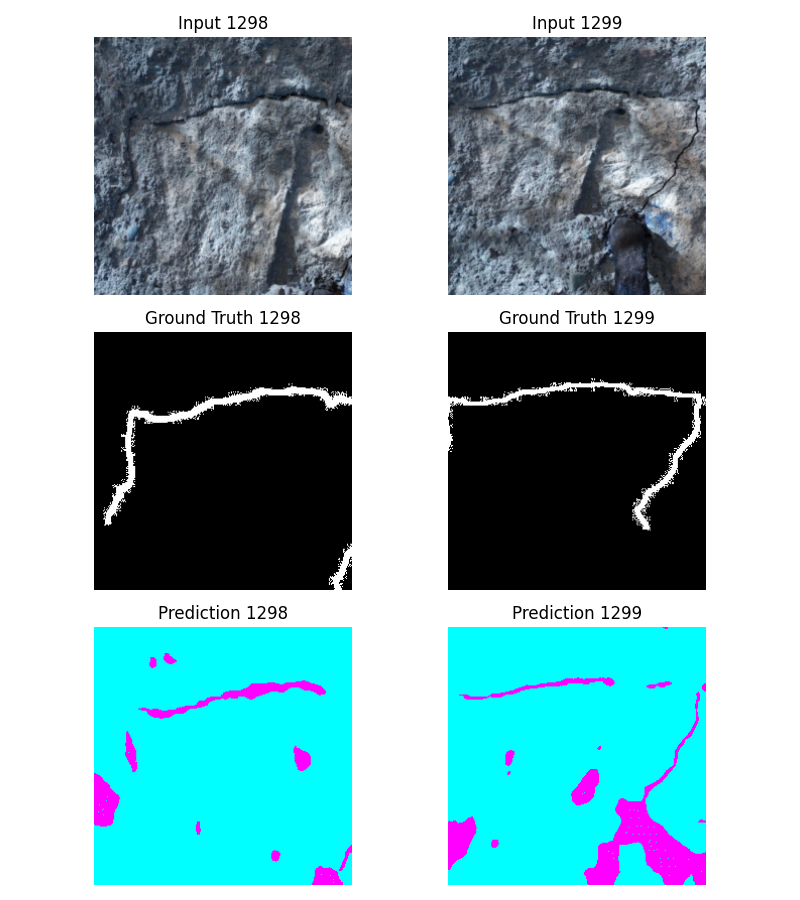 Input 1298
Input 1299
Ground Truth 1298
Ground Truth 1299
Prediction 1298
Prediction 1299